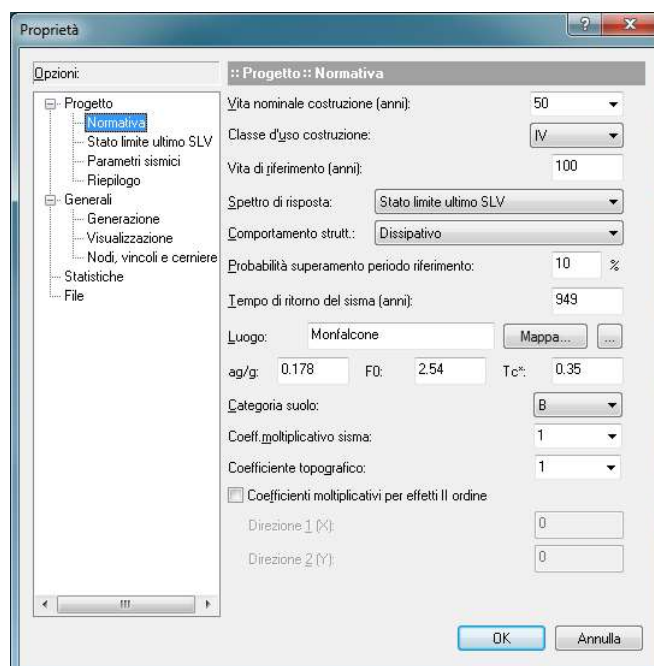 Proprietà
Opzioni:
Progetto
Normativa
Stato limite ultimo SLV
Parametri sismici
Riepilogo
Generali
Generazione
Visualizzazione
Nodi, vincoli e cerniere
Statistiche
File
:: Progetto :: Normativa
Vita nominale costruzione (anni): 50
Classe d'uso costruzione: IV
Vita di riferimento (anni): 100
Spettro di risposta: Stato limite ultimo SLV
Comportamento strutt.: Dissipativo
Probabilità superamento periodo riferimento: 10 %
Tempo di ritorno del sisma (anni): 949
Luogo: Monfalcone Mappa... ...
ag/g: 0.178 F0: 2.54 Tc*: 0.35
Categoria suolo: B
Coeff.moltiplicativo sisma: 1
Coefficiente topografico: 1
Coefficienti moltiplicativi per effetti II ordine
Direzione 1 (X): 0
Direzione 2 (Y): 0
OK Annulla